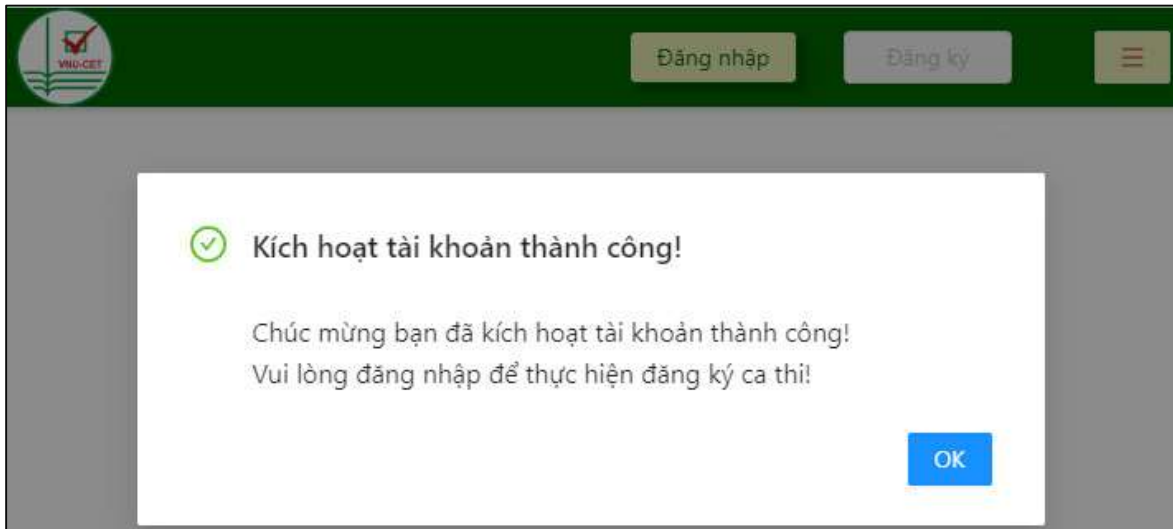 VNU-CET
Đăng nhập
Đăng ký
Kích hoạt tài khoản thành công!
Chúc mừng bạn đã kích hoạt tài khoản thành công!
Vui lòng đăng nhập để thực hiện đăng ký ca thi!
OK